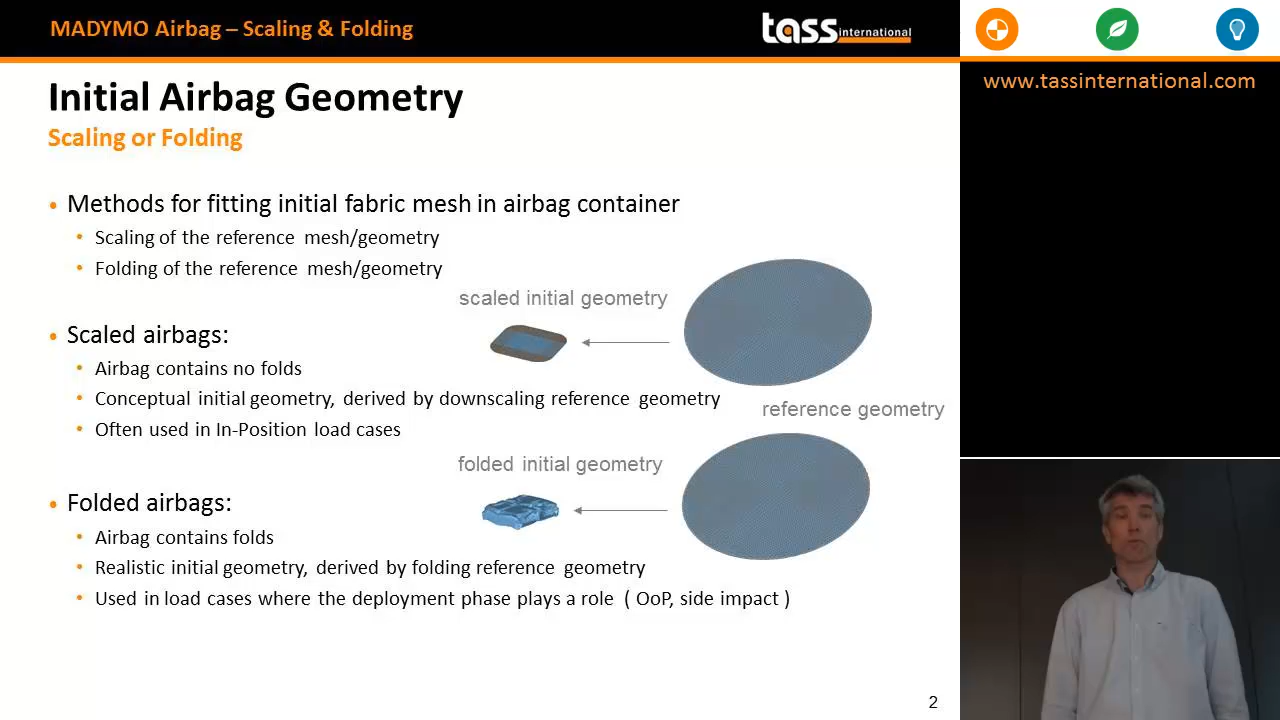 MADYMO Airbag – Scaling & Folding
tass international
www.tassinternational.com
Initial Airbag Geometry
Scaling or Folding
• Methods for fitting initial fabric mesh in airbag container
• Scaling of the reference mesh/geometry
• Folding of the reference mesh/geometry
scaled initial geometry
• Scaled airbags:
• Airbag contains no folds
• Conceptual initial geometry, derived by downscaling reference geometry
reference geometry
• Often used in In-Position load cases
folded initial geometry
• Folded airbags:
• Airbag contains folds
• Realistic initial geometry, derived by folding reference geometry
• Used in load cases where the deployment phase plays a role ( OoP, side impact )
2